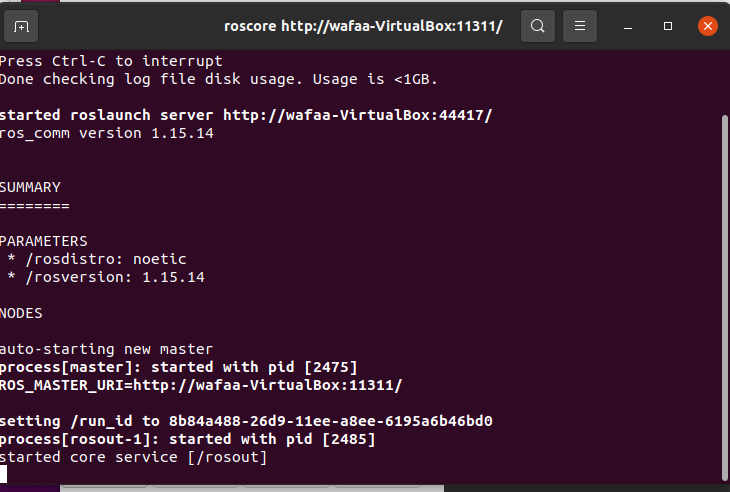 roscore http://wafaa-VirtualBox:11311/
Press Ctrl-C to interrupt
Done checking log file disk usage. Usage is <1GB.
started roslaunch server http://wafaa-VirtualBox:44417/
ros_comm version 1.15.14
SUMMARY
========
PARAMETERS
* /rosdistro: noetic
* /rosversion: 1.15.14
NODES
auto-starting new master
process[master]: started with pid [2475]
ROS_MASTER_URI=http://wafaa-VirtualBox:11311/
setting /run_id to 8b84a488-26d9-11ee-a8ee-6195a6b46bd0
process[rosout-1]: started with pid [2485]
started core service [/rosout]